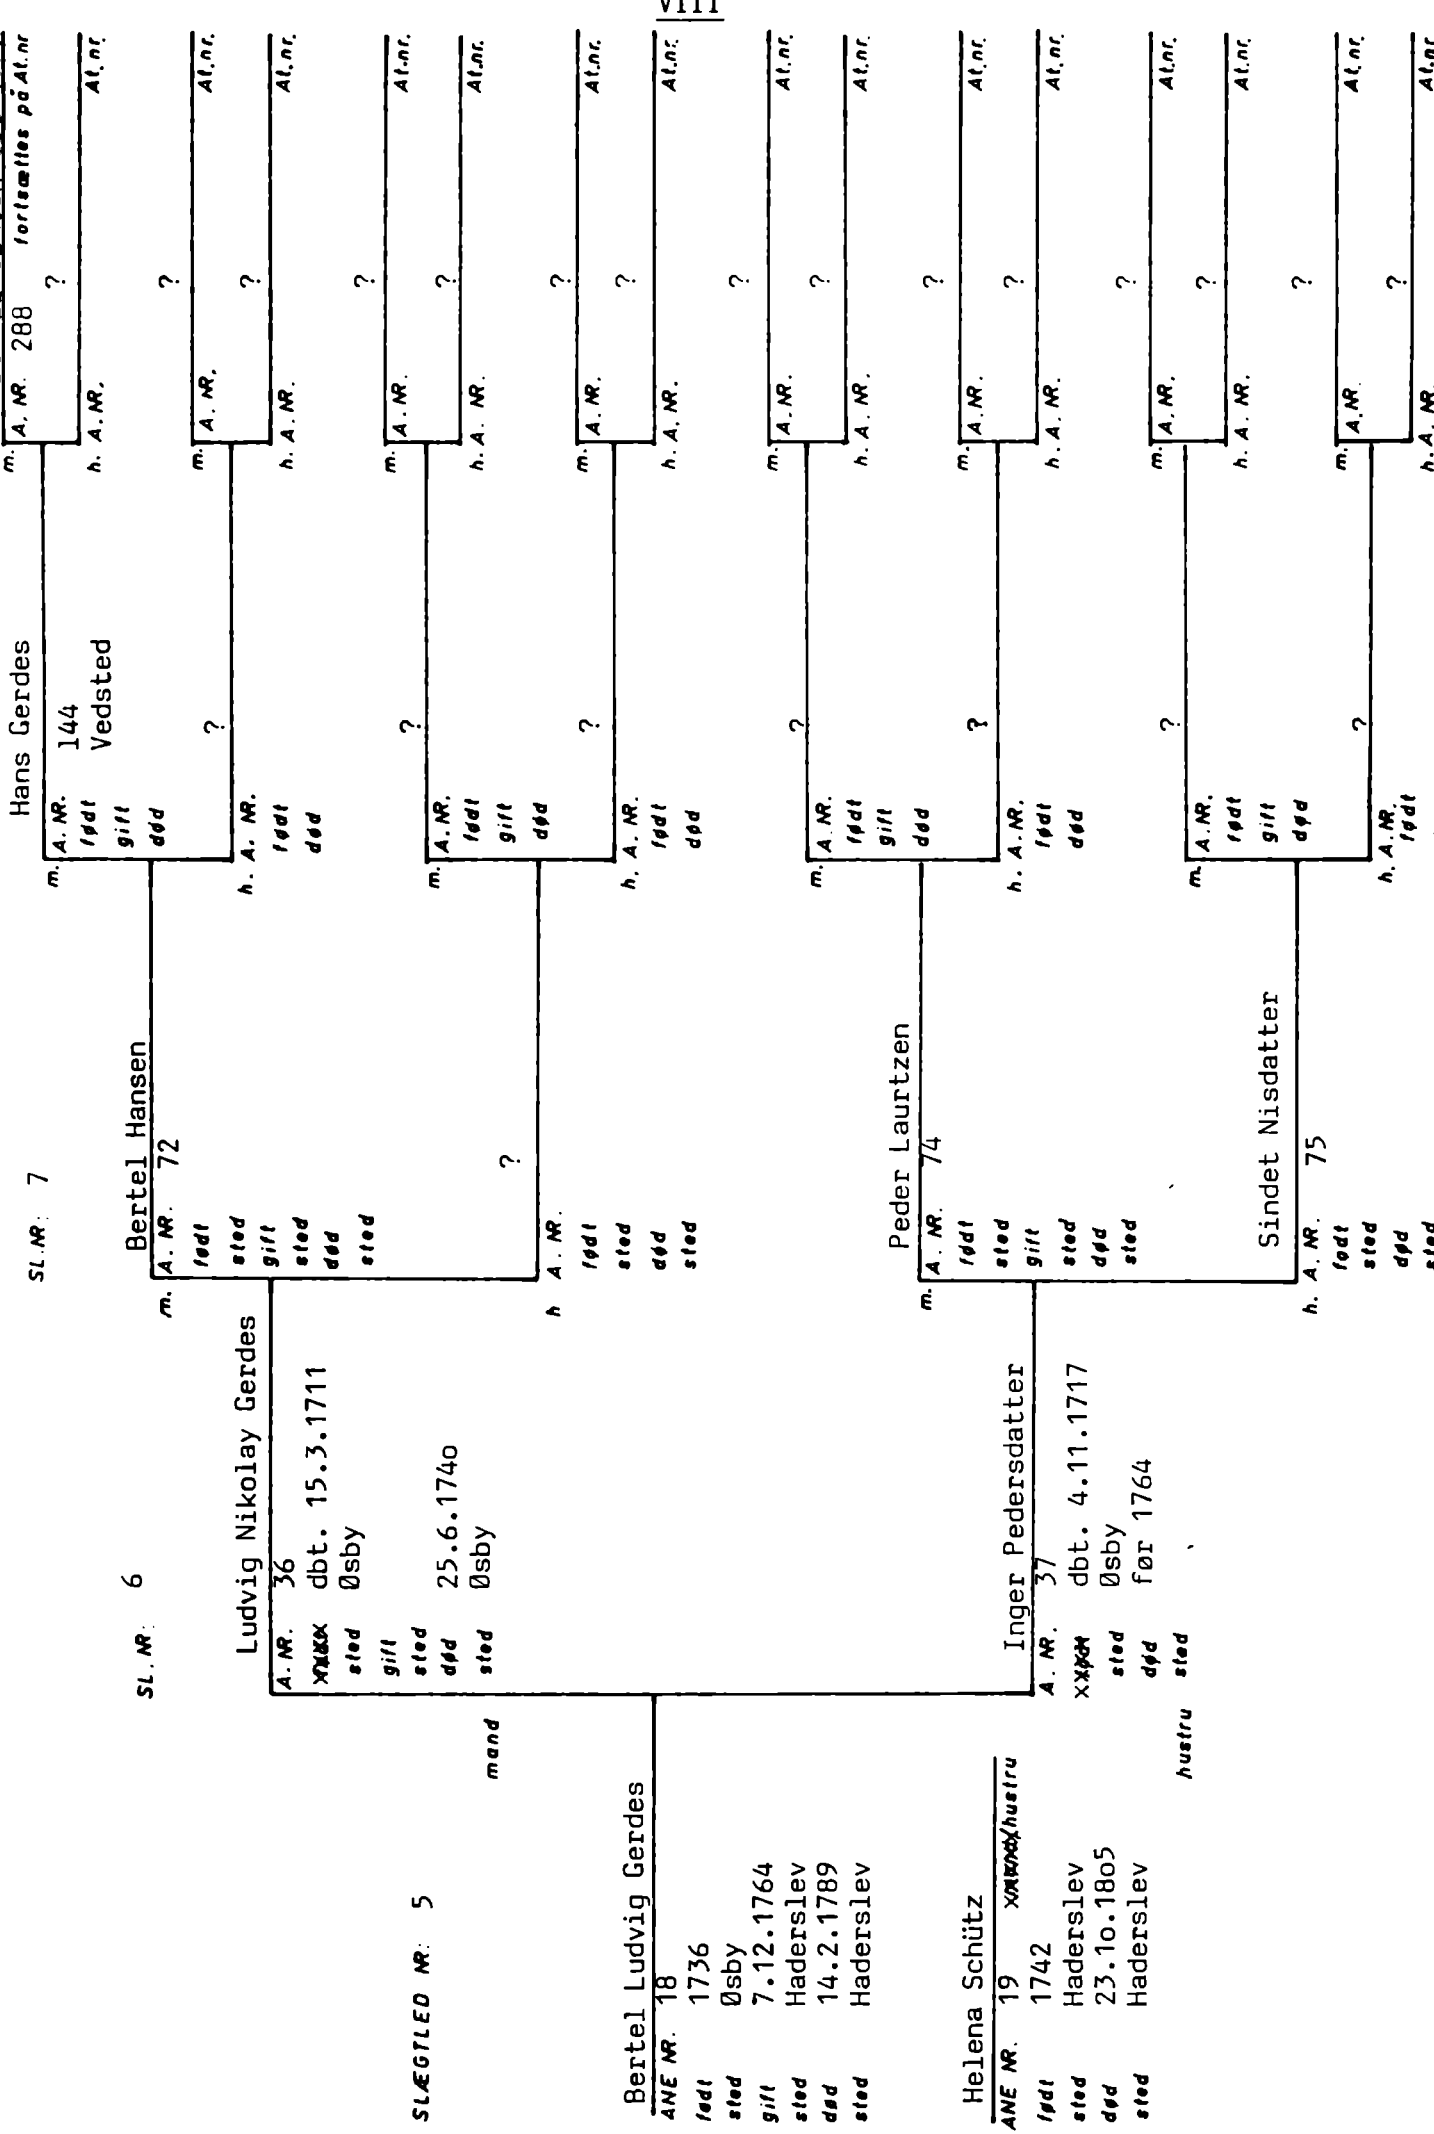 VIII
SLÆGTLED NR: 5
Bertel Ludvig Gerdes
ANE NR. 18
født 1736
sted Øsby
gift 7.12.1764
sted Haderslev
død 14.2.1789
sted Haderslev
Helena Schütz
ANE NR. 19 hustru
født 1742
sted Haderslev
død 23.10.18o5
sted Haderslev
SL. NR: 6
mand
Ludvig Nikolay Gerdes
A. NR. 36
dbt. 15.3.1711
sted Øsby
gift
sted
død 25.6.174o
sted Øsby
Inger Pedersdatter
A. NR. 37
dbt. 4.11.1717
sted Øsby
død før 1764
hustru sted
SL. NR: 7
Bertel Hansen
m. A. NR. 72
født
sted
gift
sted
død
sted
?
h A. NR.
født
sted
død
sted
Peder Laurtzen
m. A. NR. 74
født
sted
gift
sted
død
sted
Sindet Nisdatter
h. A. NR. 75
født
sted
død
sted
Hans Gerdes
m. A. NR. 144
født Vedsted
gift
død
?
h. A. NR.
født
død
?
m. A. NR.
født
gift
død
?
h. A. NR.
født
død
?
m. A. NR.
født
gift
død
?
h. A. NR.
født
død
?
m. A. NR.
født
gift
død
?
h. A. NR.
født
m. A. NR. 288 fortsættes på At.nr
?
h. A. NR. At.nr.
?
m. A. NR. At.nr.
?
h. A. NR. At.nr.
?
m. A. NR. At.nr.
?
h. A. NR. At.nr.
?
m. A. NR. At.nr.
?
h. A. NR. At.nr.
?
m. A. NR. At.nr.
?
h. A. NR. At.nr.
?
m. A. NR. At.nr.
?
h. A. NR. At.nr.
?
m. A. NR. At.nr.
?
h. A. NR. At.nr.
?
m. A. NR At.nr.
?
h. A. NR. At.nr